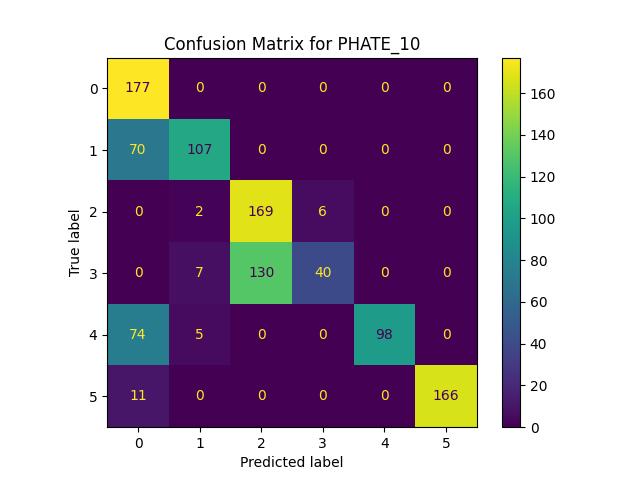 Confusion Matrix for PHATE_10
0 177 0 0 0 0 0
1 70 107 0 0 0 0
2 0 2 169 6 0 0
3 0 7 130 40 0 0
4 74 5 0 0 98 0
5 11 0 0 0 0 166
0 1 2 3 4 5
Predicted label
True label
160
140
120
100
80
60
40
20
0